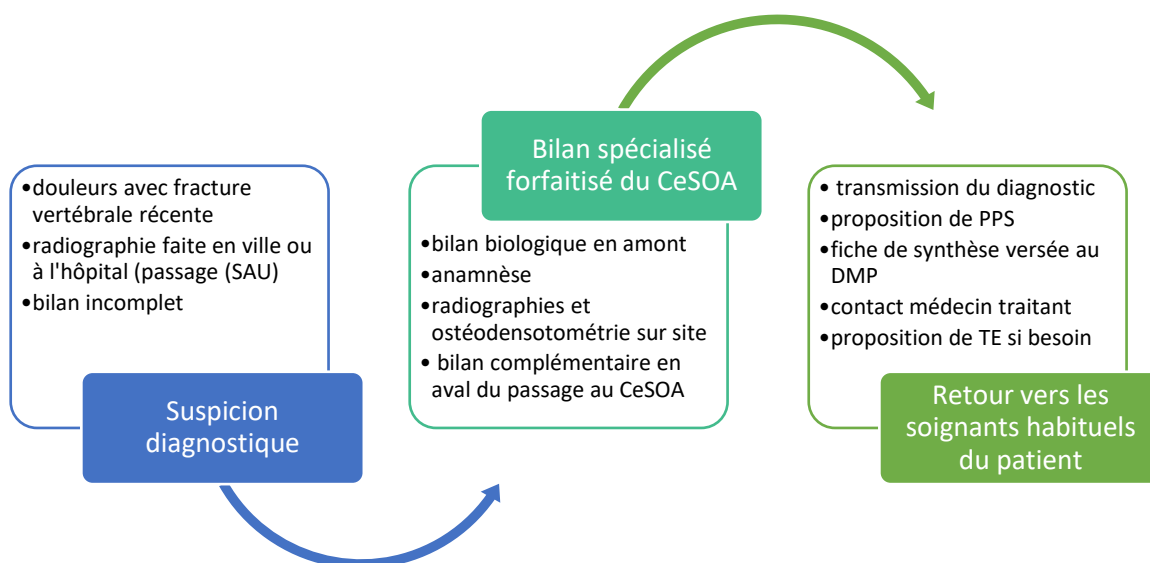 •douleurs avec fracture
vertébrale récente
•radiographie faite en ville ou
à l'hôpital (passage (SAU)
•bilan incomplet
Suspicion
diagnostique
Bilan spécialisé
forfaitisé du CeSOA
•bilan biologique en amont
•anamnèse
•radiographies et
ostéodensotométrie sur site
• bilan complémentaire en
aval du passage au CeSOA
• transmission du diagnostic
•proposition de PPS
•fiche de synthèse versée au
DMP
•contact médecin traitant
•proposition de TE si besoin
Retour vers les
soignants habituels
du patient